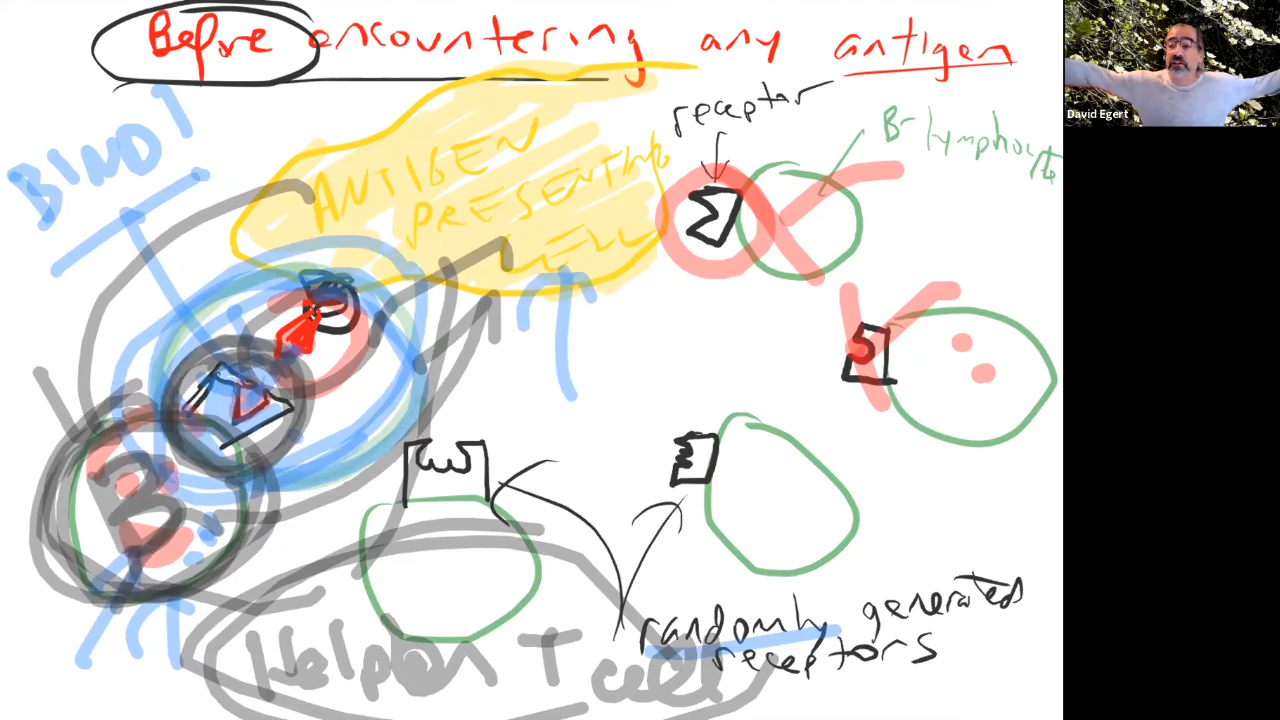 Before encountering any antigen
David Egert
receptor
B-lymphocyte
BIND!
ANTIGEN
PRESENTING
CELL
B
randomly generated
receptors
Helper T
cell